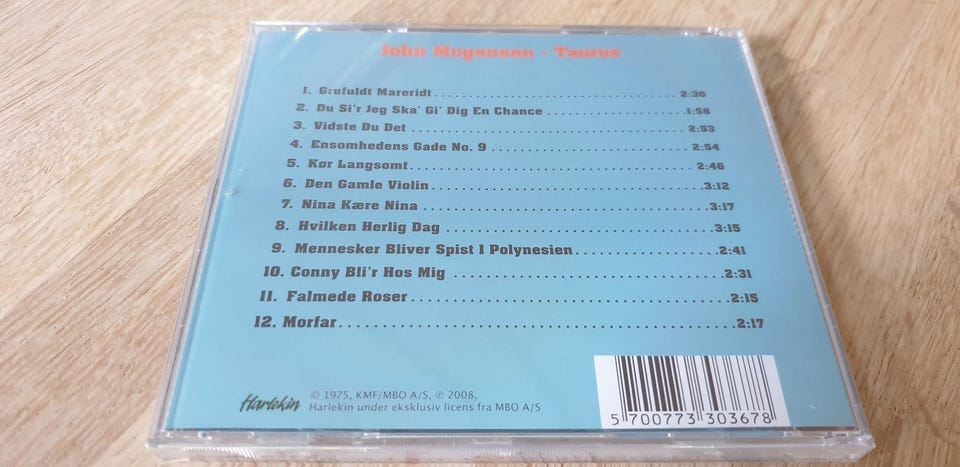 John Mogensen - Taurus
1. Grufuldt Mareridt 2:36
2. Du Si'r Jeg Ska' Gi' Dig En Chance 1:58
3. Vidste Du Det 2:53
4. Ensomhedens Gade No. 9 2:54
5. Kør Langsomt 2:46
6. Den Gamle Violin 3:12
7. Nina Kære Nina 3:17
8. Hvilken Herlig Dag 3:15
9. Mennesker Bliver Spist I Polynesien 2:41
10. Conny Bli'r Hos Mig 2:31
11. Falmede Roser 2:15
12. Morfar 2:17
Harlekin
© 1975, KMF/MBO A/S, ℗ 2008,
Harlekin under eksklusiv licens fra MBO A/S
5 700773 303678